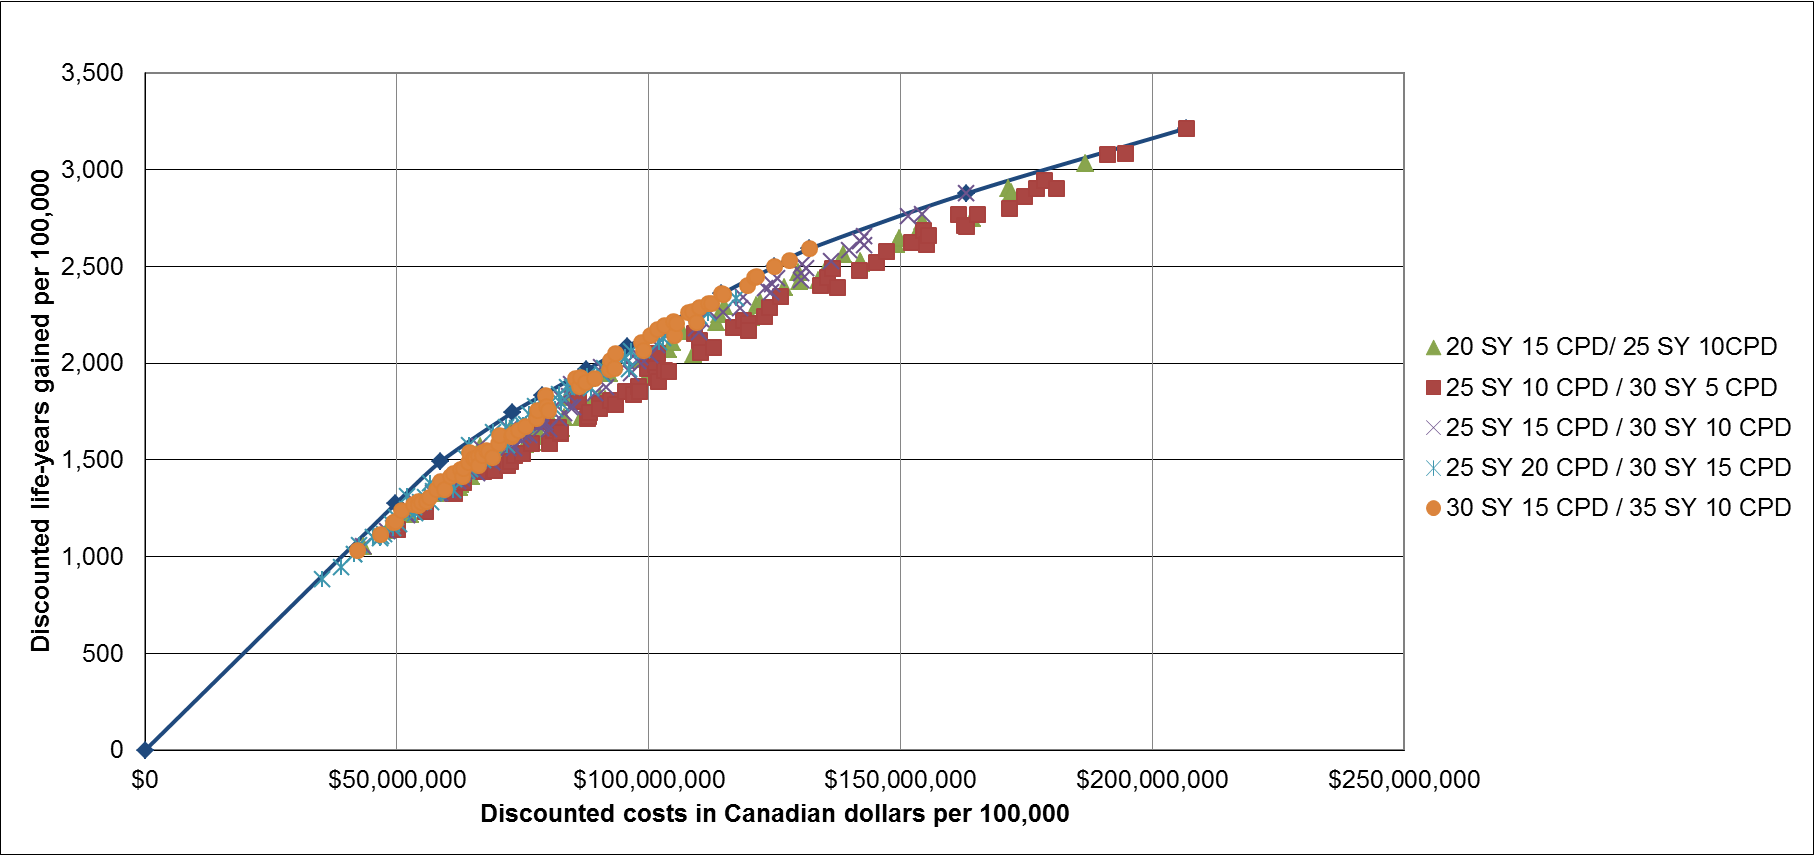 3,500
3,000
2,500
2,000
1,500
1,000
500
0
Discounted life-years gained per 100,000
$0 $50,000,000 $100,000,000 $150,000,000 $200,000,000 $250,000,000
Discounted costs in Canadian dollars per 100,000
20 SY 15 CPD/ 25 SY 10CPD
25 SY 10 CPD / 30 SY 5 CPD
25 SY 15 CPD / 30 SY 10 CPD
25 SY 20 CPD / 30 SY 15 CPD
30 SY 15 CPD / 35 SY 10 CPD